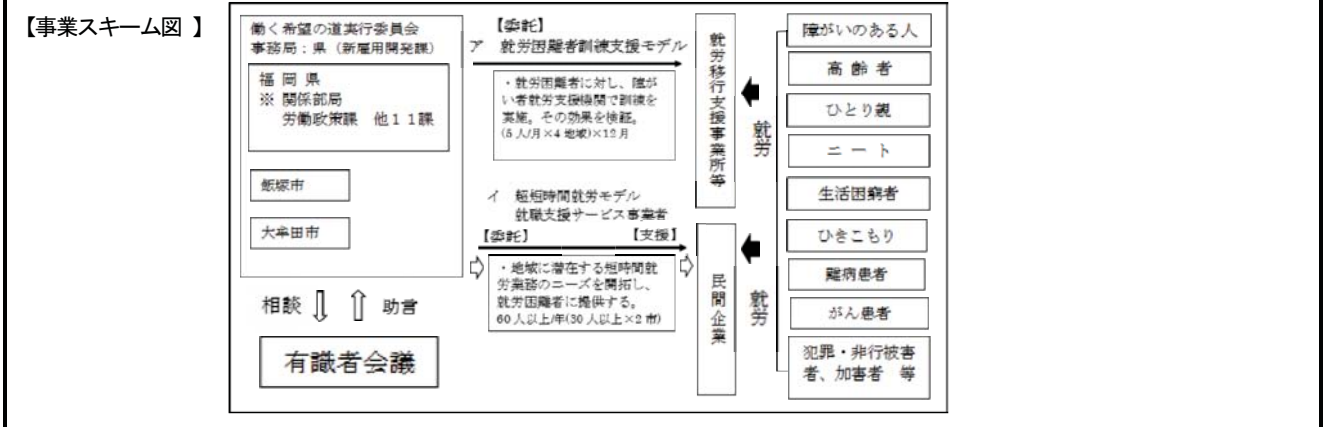 【事業スキーム図 】
働く希望の道実行委員会
事務局:県(新雇用開発課)
福岡県
※ 関係部局
労働政策課 他11課
飯塚市
大牟田市
相談
助言
有識者会議
【委託】
ア 就労困難者訓練支援モデル
・就労困難者に対し、障が
い者就労支援機関で訓練を
実施。その効果を検証。
(5人/月×4地域)×12月
イ 超短時間就労モデル
就職支援サービス事業者
【委託】 【支援】
・地域に潜在する短時間就
労業務のニーズを開拓し、
就労困難者に提供する。
60人以上/年(30人以上×2市)
就労移行支援事業所等
民間企業
就労
就労
障がいのある人
高齢者
ひとり親
ニート
生活困窮者
ひきこもり
難病患者
がん患者
犯罪・非行被害
者、加害者 等